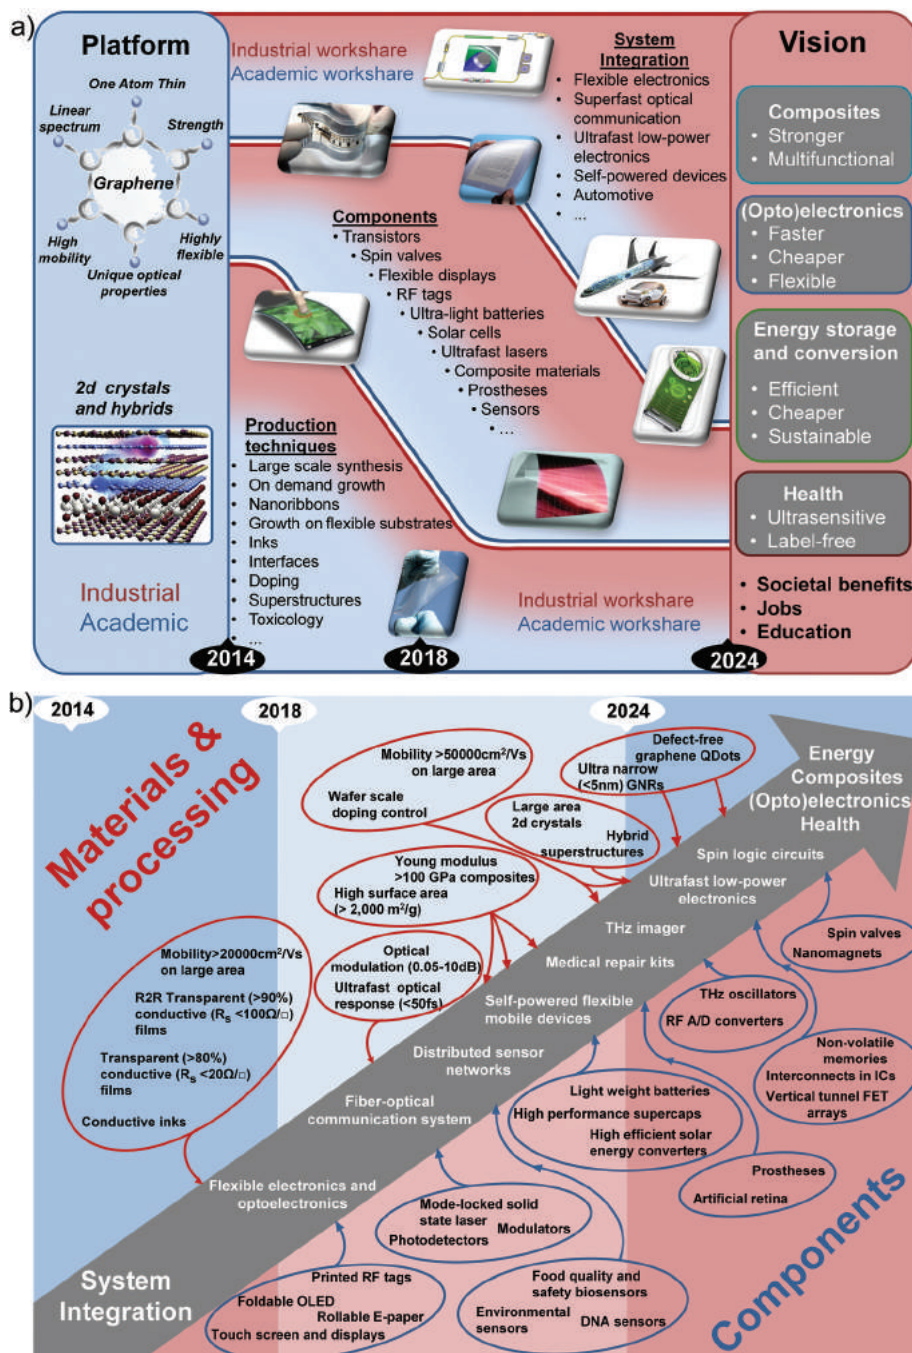 a)
Platform
One Atom Thin
Linear
spectrum
Strength
Graphene
High
mobility
Highly
flexible
Unique optical
properties
2d crystals
and hybrids
Industrial
Academic
Industrial workshare
Academic workshare
System
Integration
• Flexible electronics
• Superfast optical
communication
• Ultrafast low-power
electronics
• Self-powered devices
• Automotive
• ...
Components
• Transistors
• Spin valves
• Flexible displays
• RF tags
• Ultra-light batteries
• Solar cells
• Ultrafast lasers
• Composite materials
• Prostheses
• Sensors
• ...
Production
techniques
• Large scale synthesis
• On demand growth
• Nanoribbons
• Growth on flexible substrates
• Inks
• Interfaces
• Doping
• Superstructures
• Toxicology
• ...
Industrial workshare
Academic workshare
Vision
Composites
• Stronger
• Multifunctional
(Opto)electronics
• Faster
• Cheaper
• Flexible
Energy storage
and conversion
• Efficient
• Cheaper
• Sustainable
Health
• Ultrasensitive
• Label-free
• Societal benefits
• Jobs
• Education
2014
2018
2024
b)
2014
2018
2024
Materials &
processing
Mobility >50000cm²/Vs
on large area
Wafer scale
doping control
Defect-free
graphene QDots
Ultra narrow
(<5nm) GNRs
Large area
2d crystals
Hybrid
superstructures
Young modulus
>100 GPa composites
High surface area
(> 2,000 m²/g)
Optical
modulation (0.05-10dB)
Ultrafast optical
response (<50fs)
Mobility>20000cm²/Vs
on large area
R2R Transparent (>90%)
conductive (Rs <100Ω/□)
films
Transparent (>80%)
conductive (Rs <20Ω/□)
films
Conductive inks
Energy
Composites
(Opto)electronics
Health
Spin logic circuits
Ultrafast low-power
electronics
THz imager
Medical repair kits
Self-powered flexible
mobile devices
Distributed sensor
networks
Fiber-optical
communication system
Flexible electronics and
optoelectronics
System
Integration
Spin valves
Nanomagnets
THz oscillators
RF A/D converters
Non-volatile
memories
Interconnects in ICs
Vertical tunnel FET
arrays
Light weight batteries
High performance supercaps
High efficient solar
energy converters
Prostheses
Artificial retina
Mode-locked solid
state laser
Modulators
Photodetectors
Printed RF tags
Foldable OLED
Rollable E-paper
Touch screen and displays
Food quality and
safety biosensors
Environmental
sensors
DNA sensors
Components